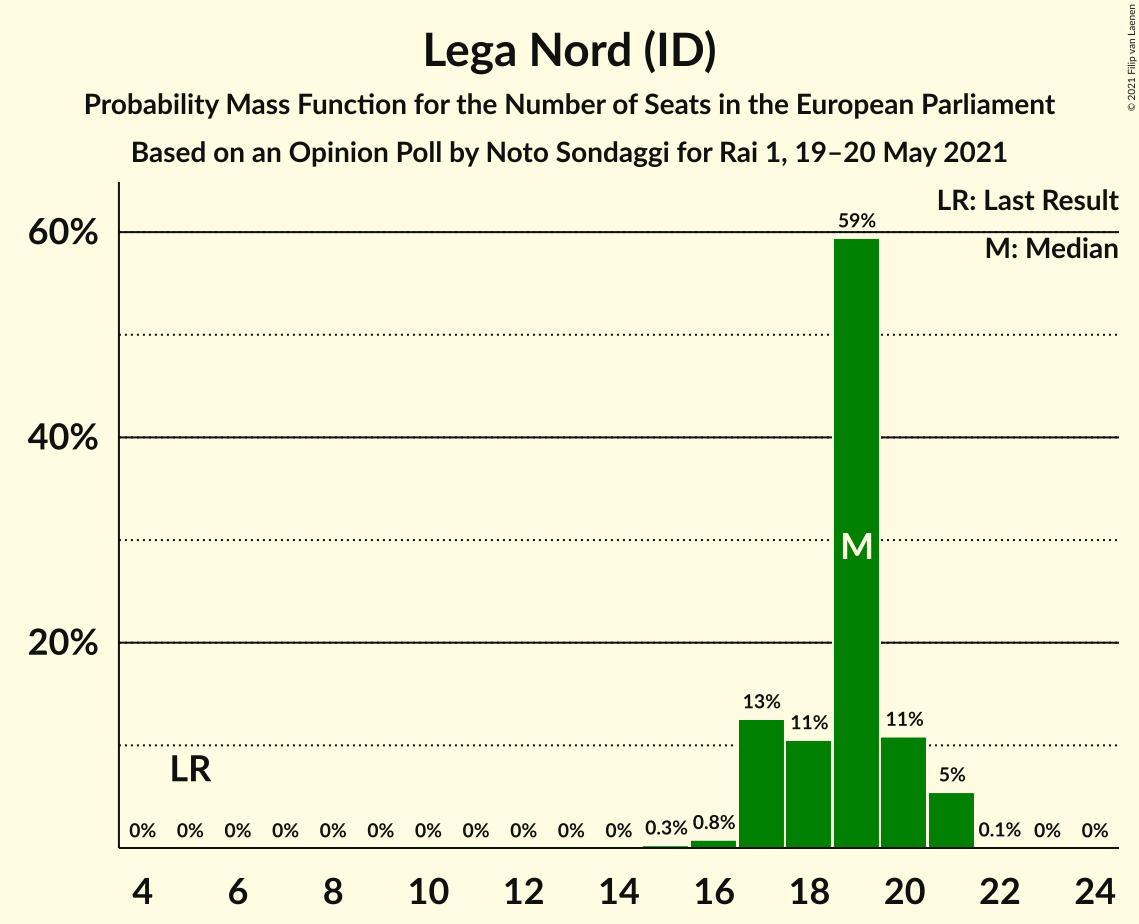 Lega Nord (ID)
Probability Mass Function for the Number of Seats in the European Parliament
Based on an Opinion Poll by Noto Sondaggi for Rai 1, 19–20 May 2021
© 2021 Filip van Laenen
LR: Last Result
M: Median
60%
40%
20%
59%
M
13%
11%
11%
5%
LR
0% 0% 0% 0% 0% 0% 0% 0% 0% 0% 0% 0.3% 0.8% 0.1% 0% 0%
4 6 8 10 12 14 16 18 20 22 24